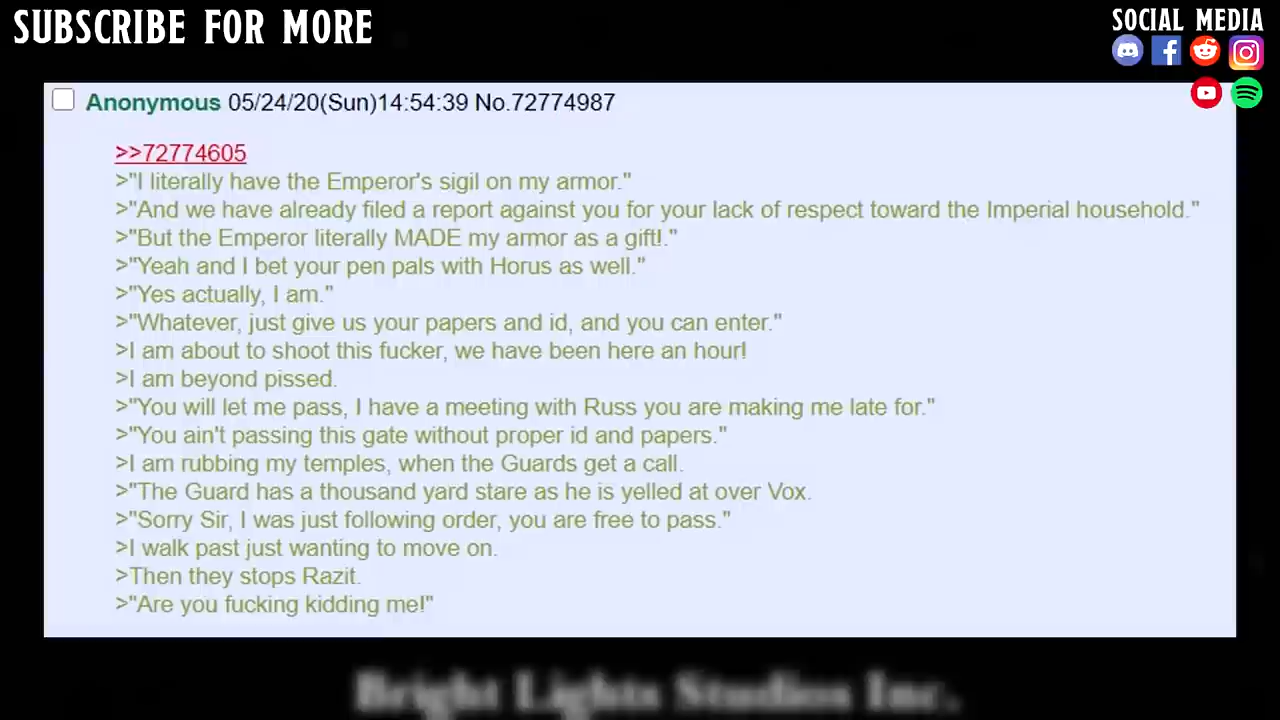 SUBSCRIBE FOR MORE
SOCIAL MEDIA
Anonymous 05/24/20(Sun)14:54:39 No.72774987
>>72774605
>"I literally have the Emperor's sigil on my armor."
>"And we have already filed a report against you for your lack of respect toward the Imperial household."
>"But the Emperor literally MADE my armor as a gift!."
>"Yeah and I bet your pen pals with Horus as well."
>"Yes actually, I am."
>"Whatever, just give us your papers and id, and you can enter."
>I am about to shoot this fucker, we have been here an hour!
>I am beyond pissed.
>"You will let me pass, I have a meeting with Russ you are making me late for."
>"You ain't passing this gate without proper id and papers."
>I am rubbing my temples, when the Guards get a call.
>"The Guard has a thousand yard stare as he is yelled at over Vox.
>"Sorry Sir, I was just following order, you are free to pass."
>I walk past just wanting to move on.
>Then they stops Razit.
>"Are you fucking kidding me!"
Bright Lights Studios Inc.